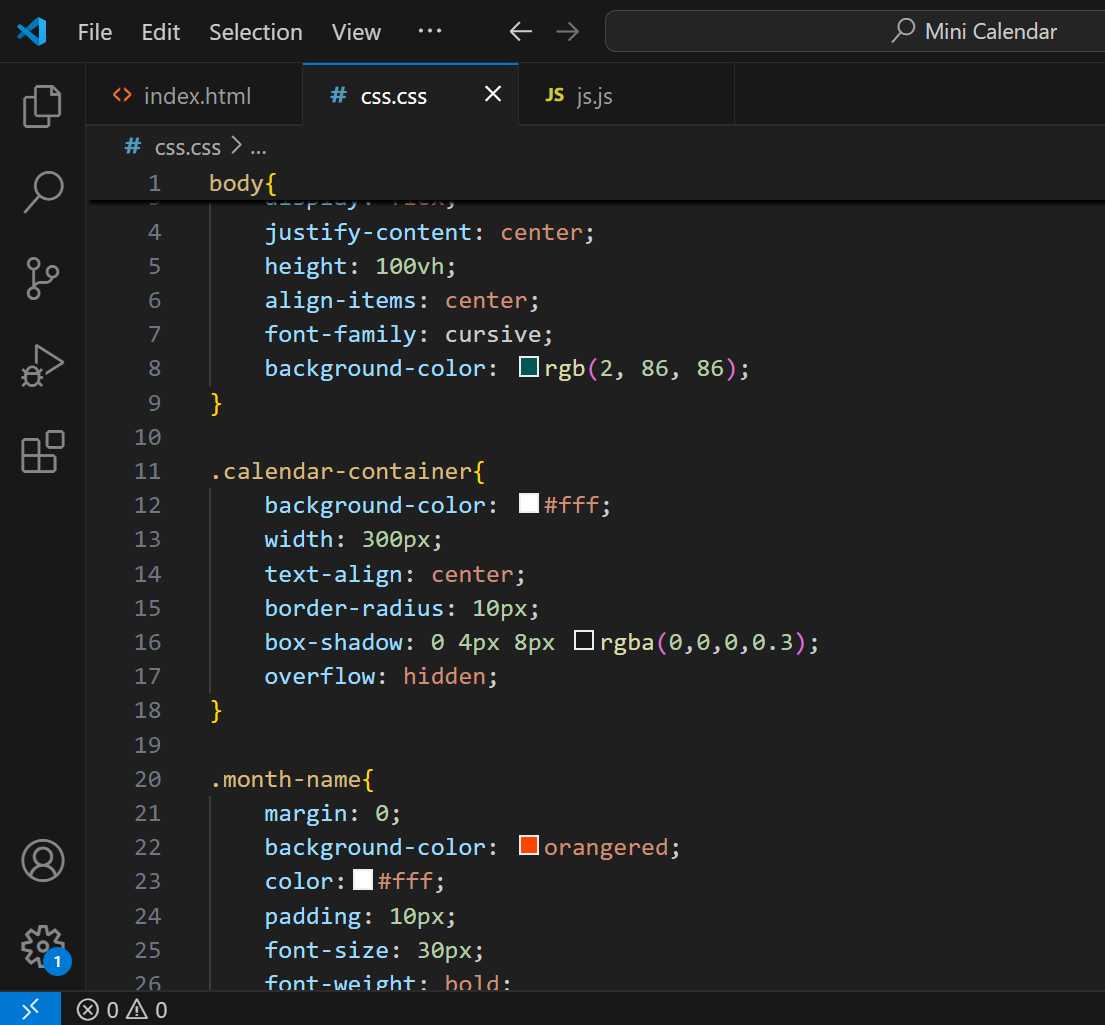 File Edit Selection View ··· ← → Mini Calendar
<> index.html # css.css × JS js.js
# css.css > ...
1 body{
display: flex;
4 justify-content: center;
5 height: 100vh;
6 align-items: center;
7 font-family: cursive;
8 background-color: rgb(2, 86, 86);
9 }
10
11 .calendar-container{
12 background-color: #fff;
13 width: 300px;
14 text-align: center;
15 border-radius: 10px;
16 box-shadow: 0 4px 8px rgba(0,0,0,0.3);
17 overflow: hidden;
18 }
19
20 .month-name{
21 margin: 0;
22 background-color: orangered;
23 color: #fff;
24 padding: 10px;
25 font-size: 30px;
26 font-weight: bold;
1
0 0